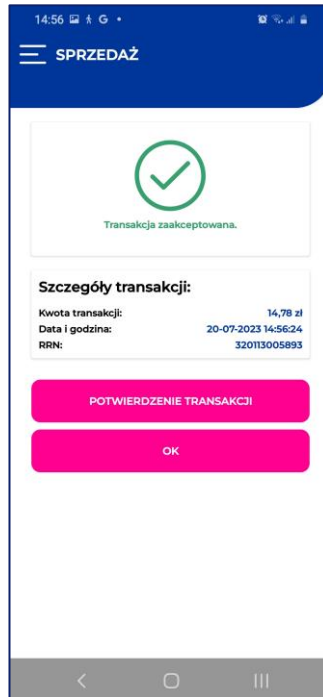 14:56 G
SPRZEDAŻ
Transakcja zaakceptowana.
Szczegóły transakcji:
Kwota transakcji: 14,78 zł
Data i godzina: 20-07-2023 14:56:24
RRN: 320113005893
POTWIERDZENIE TRANSAKCJI
OK